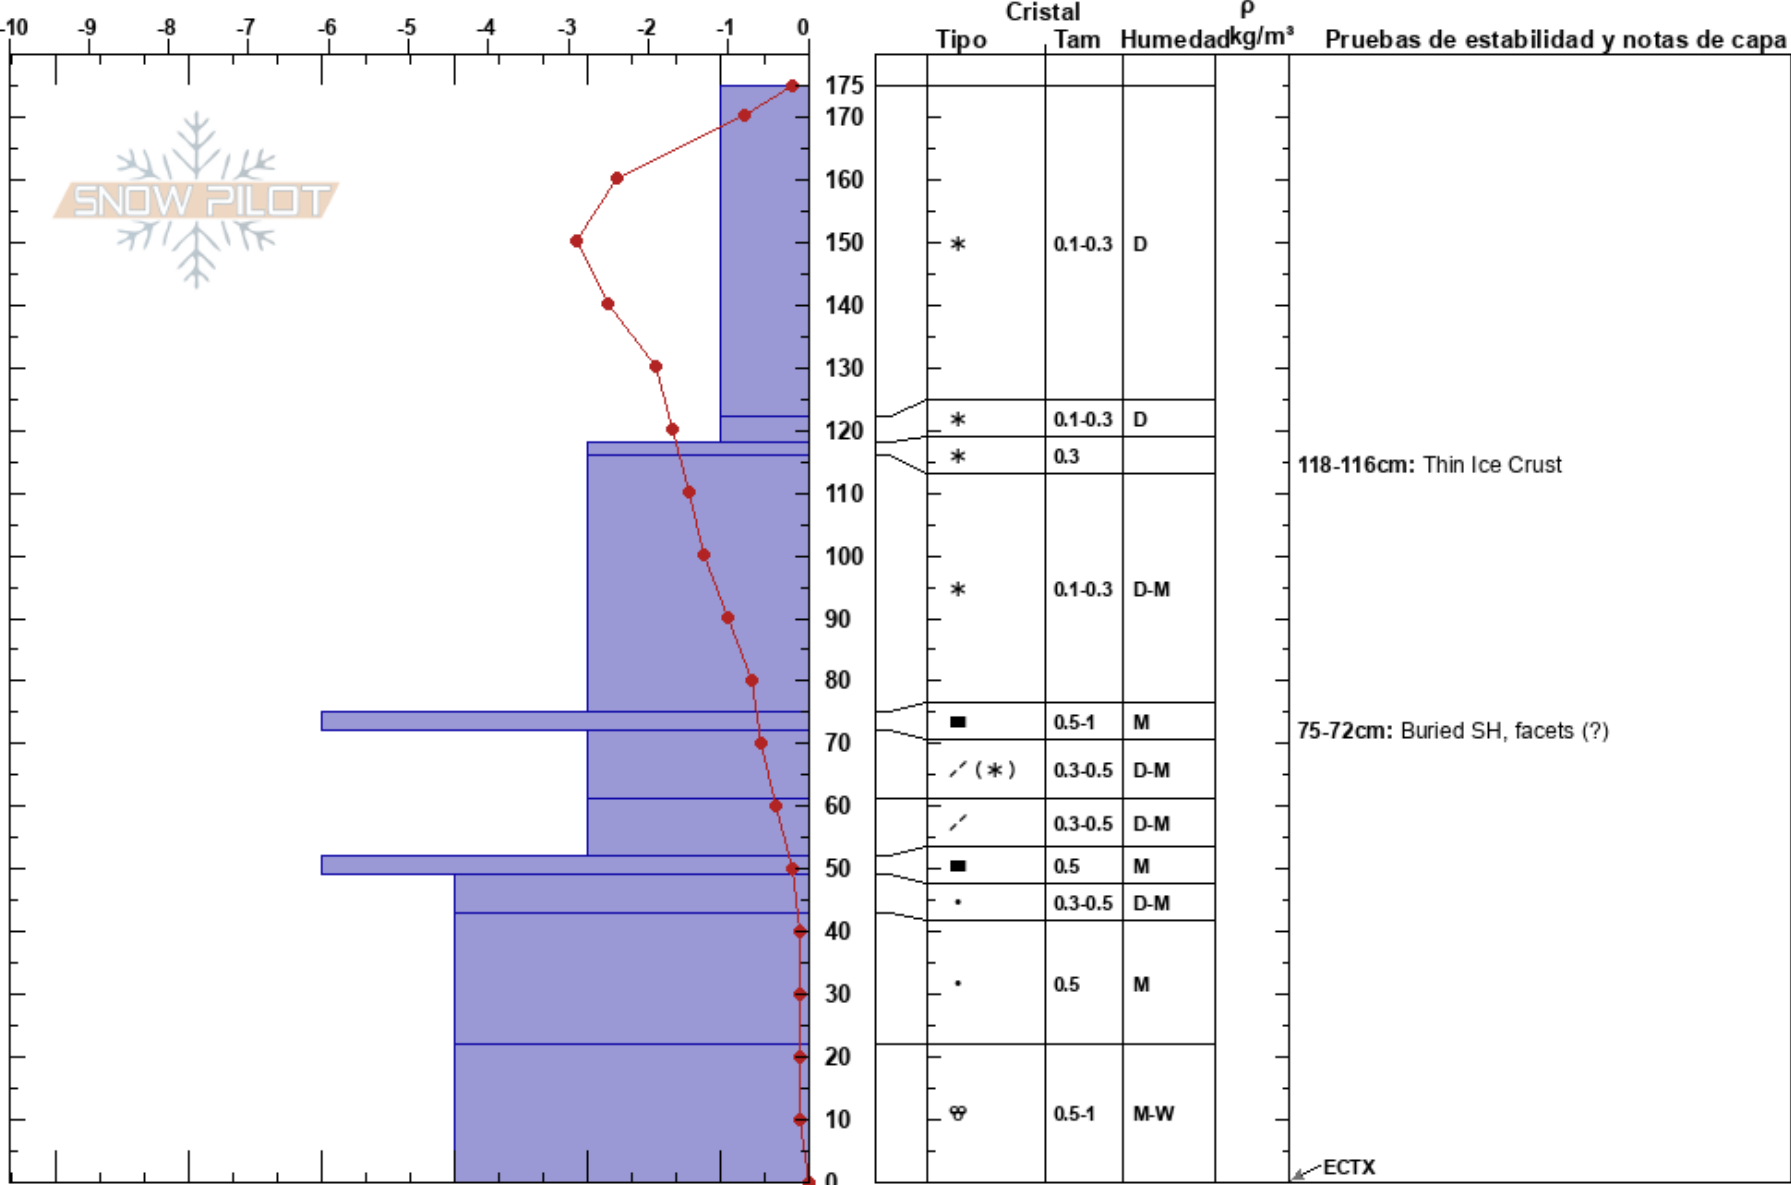 Cristal ρ
-10 -9 -8 -7 -6 -5 -4 -3 -2 -1 0 Tipo Tam Humedad kg/m³ Pruebas de estabilidad y notas de capa
175
170
160
SNOW PILOT
150 * 0.1-0.3 D
140
130
120 * 0.1-0.3 D
* 0.3
118-116cm: Thin Ice Crust
110
100
90 * 0.1-0.3 D-M
80
70 ■ 0.5-1 M 75-72cm: Buried SH, facets (?)
(*) 0.3-0.5 D-M
60
0.3-0.5 D-M
50 ■ 0.5 M
0.3-0.5 D-M
40
30 0.5 M
20
10 0.5-1 M-W
ECTX
0